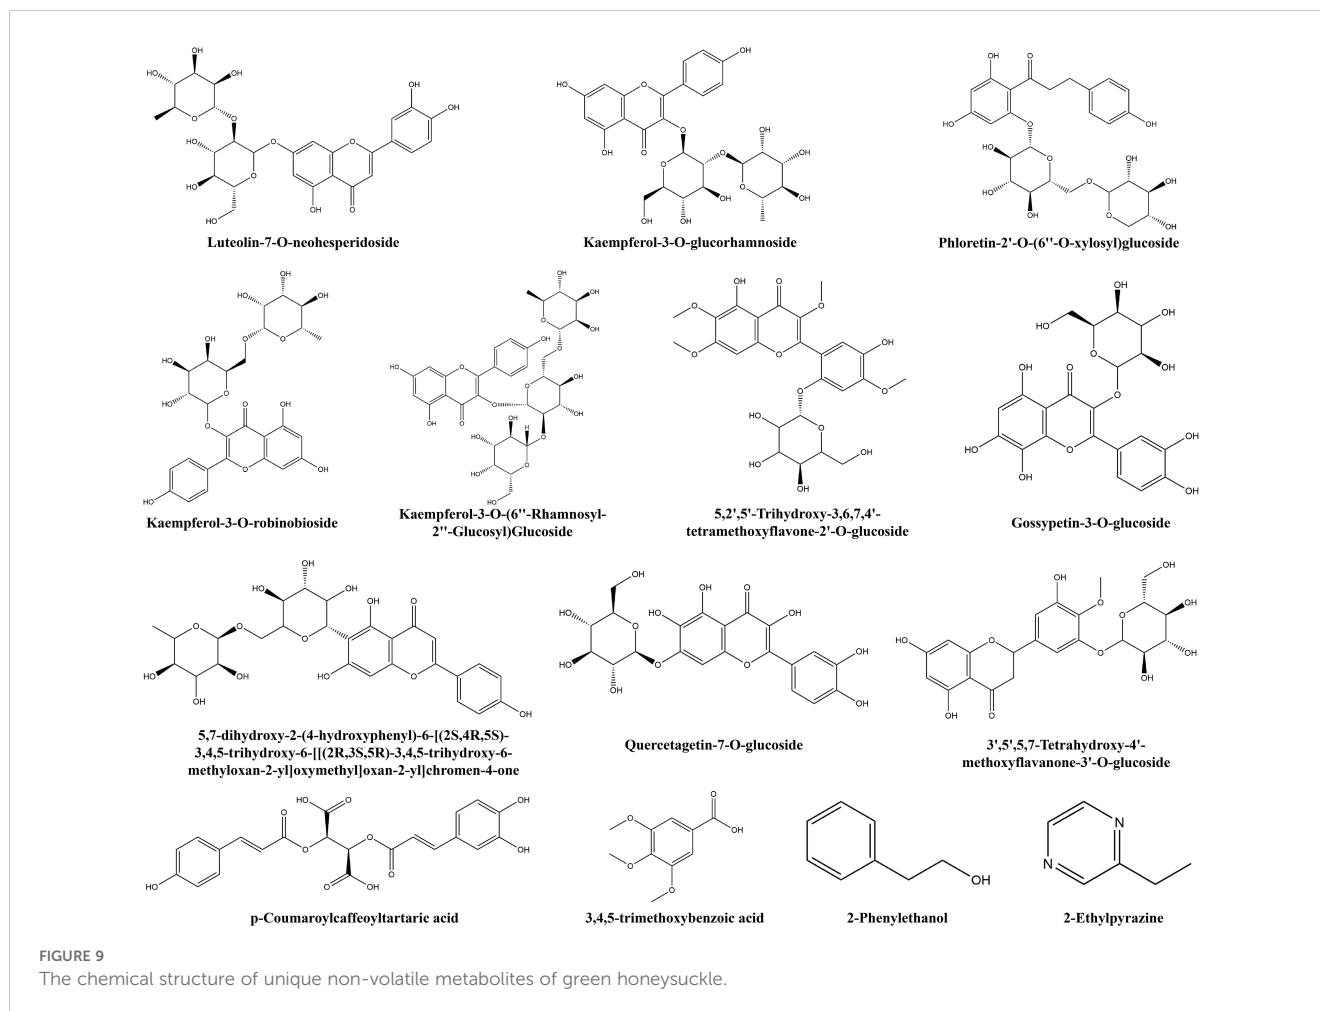 Luteolin-7-O-neohesperidoside
Kaempferol-3-O-glucorhamnoside
Phloretin-2'-O-(6''-O-xylosyl)glucoside
Kaempferol-3-O-robinobioside
Kaempferol-3-O-(6''-Rhamnosyl-
2''-Glucosyl)Glucoside
5,2',5'-Trihydroxy-3,6,7,4'-
tetramethoxyflavone-2'-O-glucoside
Gossypetin-3-O-glucoside
5,7-dihydroxy-2-(4-hydroxyphenyl)-6-[(2S,4R,5S)-
3,4,5-trihydroxy-6-[[(2R,3S,5R)-3,4,5-trihydroxy-6-
methyloxan-2-yl]oxymethyl]oxan-2-yl]chromen-4-one
Quercetagetin-7-O-glucoside
3',5',5,7-Tetrahydroxy-4'-
methoxyflavanone-3'-O-glucoside
p-Coumaroylcaffeoyltartaric acid
3,4,5-trimethoxybenzoic acid
2-Phenylethanol
2-Ethylpyrazine
FIGURE 9
The chemical structure of unique non-volatile metabolites of green honeysuckle.